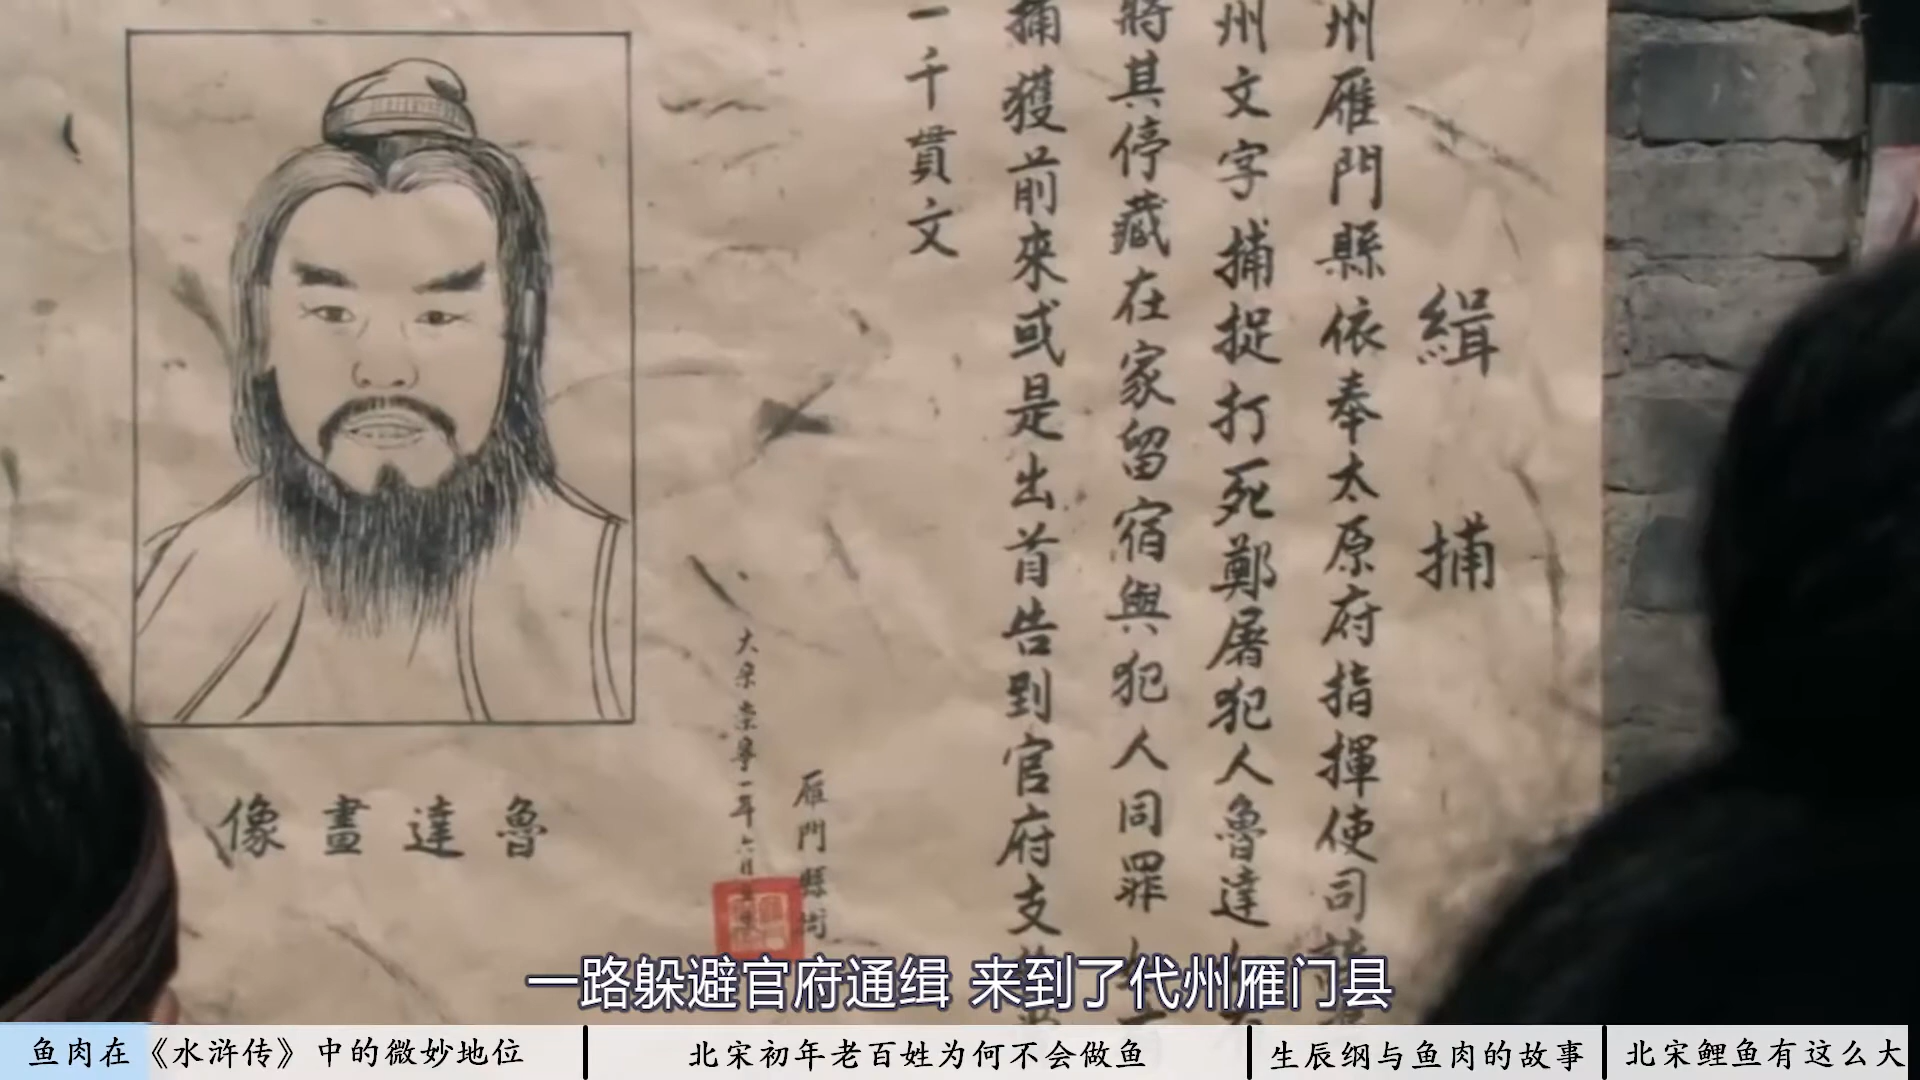 緝捕
州雁門縣依奉太原府指揮使司
州文字捕捉打死鄭屠犯人魯達
將其停藏在家留宿與犯人同罪
捕獲前來或是出首告到官府支
一千貫文
雁門縣
大宋崇寧一年六月
魯達畫像
一路躲避官府通缉 来到了代州雁门县
鱼肉在《水浒传》中的微妙地位
北宋初年老百姓为何不会做鱼
生辰纲与鱼肉的故事
北宋鲤鱼有这么大